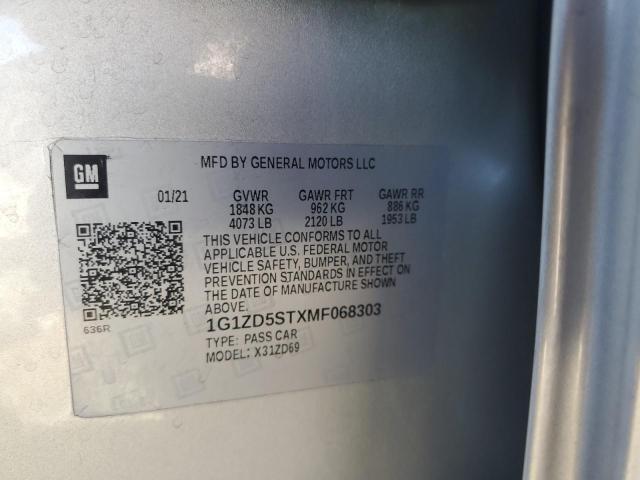 GM
MFD BY GENERAL MOTORS LLC
01/21 GVWR GAWR FRT GAWR RR
1848 KG 962 KG 886 KG
4073 LB 2120 LB 1953 LB
THIS VEHICLE CONFORMS TO ALL
APPLICABLE U.S. FEDERAL MOTOR
VEHICLE SAFETY, BUMPER, AND THEFT
PREVENTION STANDARDS IN EFFECT ON
THE DATE OF MANUFACTURE SHOWN
ABOVE.
636R
1G1ZD5STXMF068303
TYPE: PASS CAR
MODEL: X31ZD69